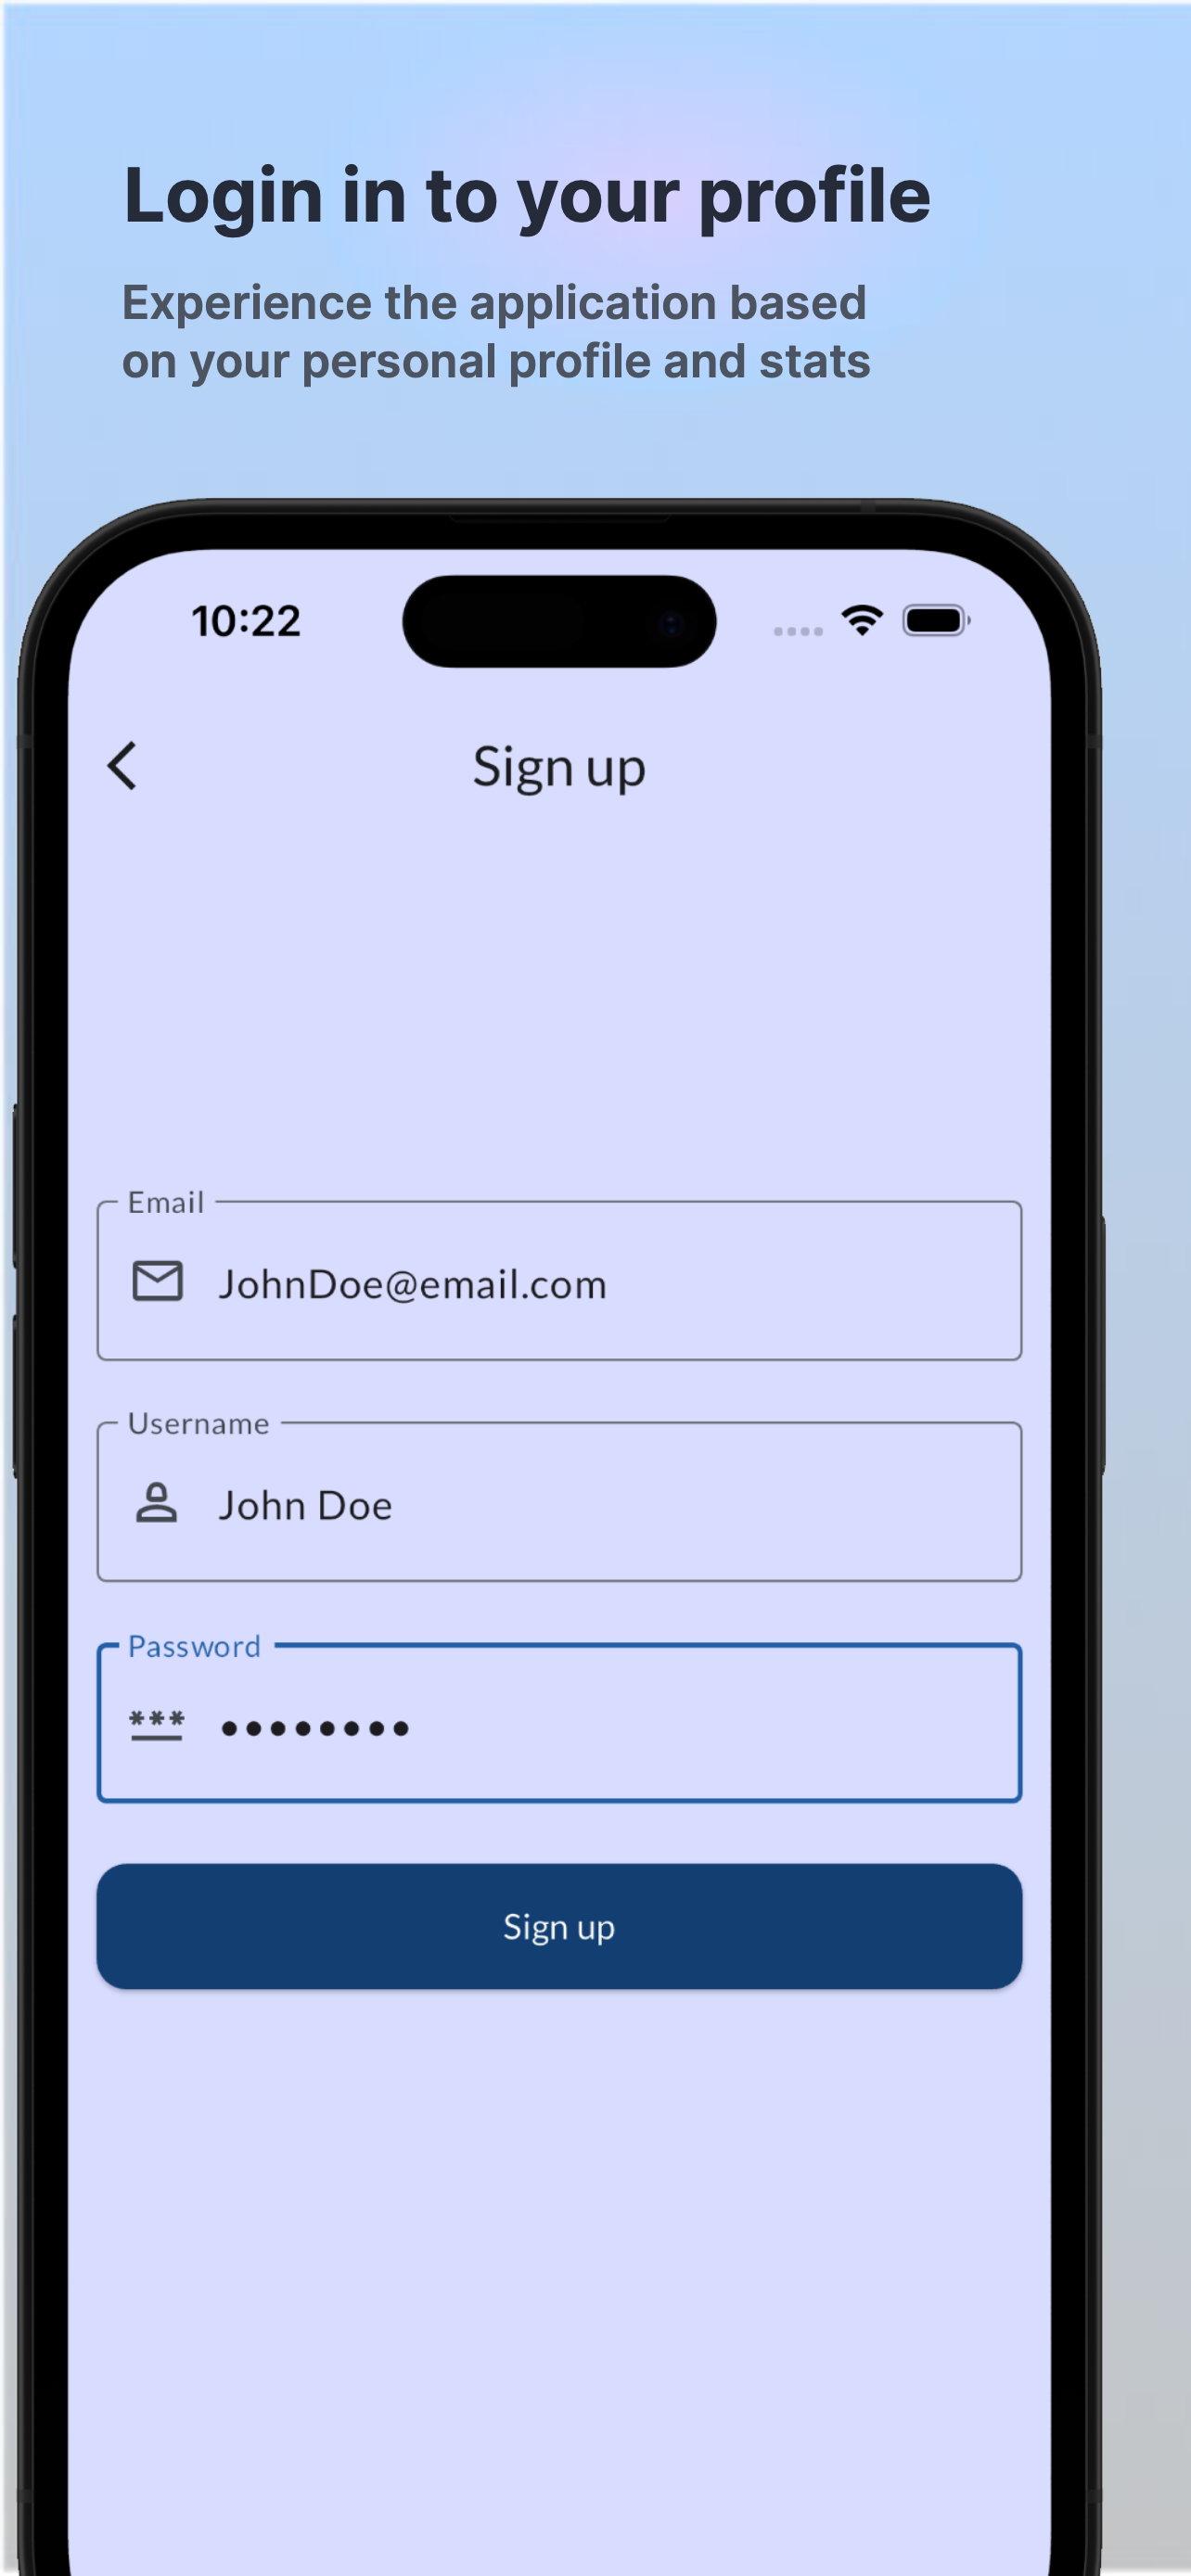 Login in to your profile
Experience the application based
on your personal profile and stats
10:22
Sign up
Email
JohnDoe@email.com
Username
John Doe
Password
***
••••••••
Sign up